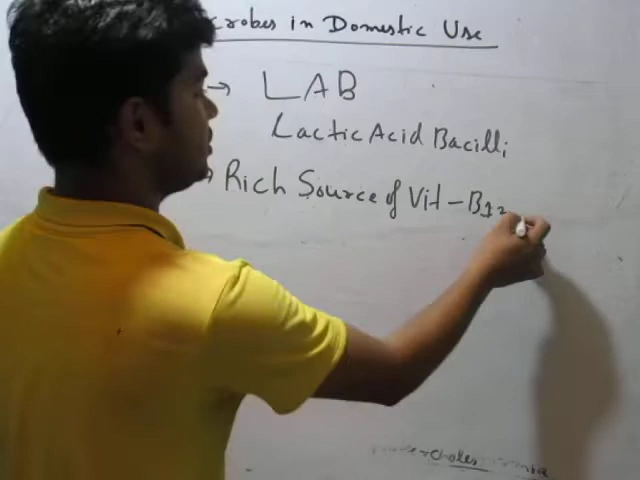 crobes in Domestic Use
→ LAB
Lactic Acid Bacilli
Rich Source of Vit-B12